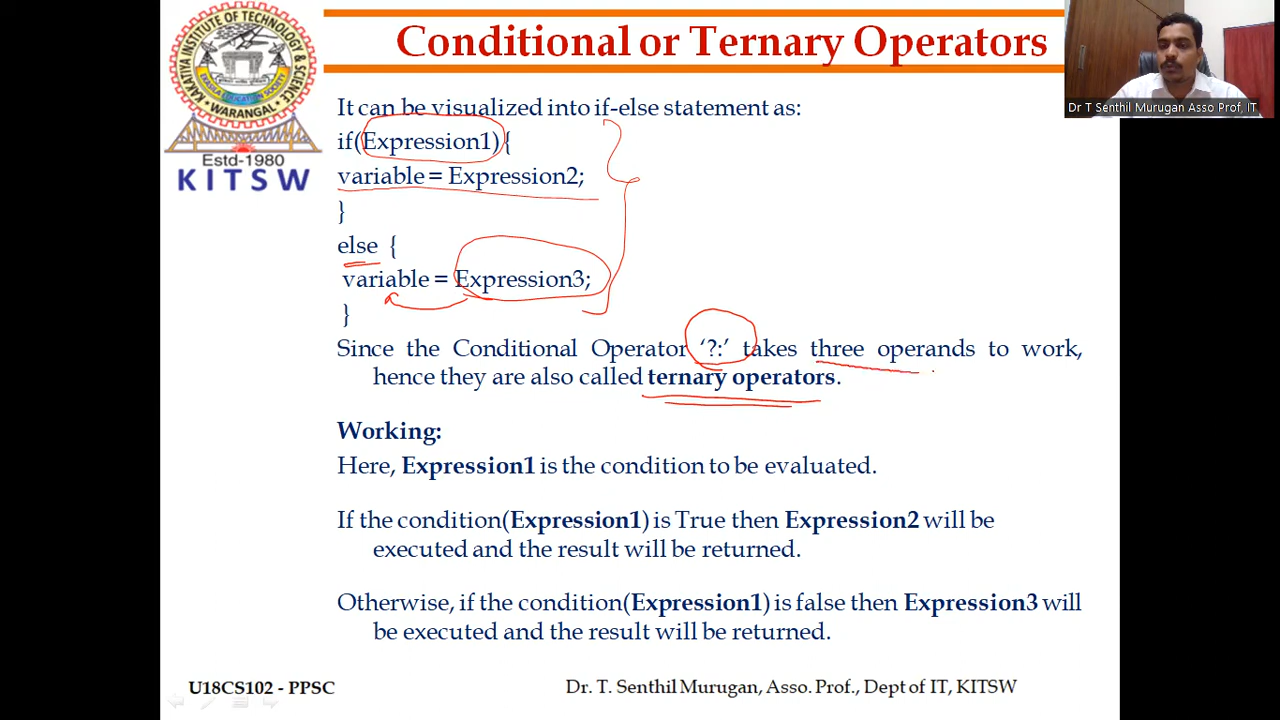 KAKATIYA INSTITUTE OF TECHNOLOGY & SCIENCE
WARANGAL
Estd-1980
KITSW
Conditional or Ternary Operators
Dr T Senthil Murugan Asso Prof, IT
It can be visualized into if-else statement as:
if(Expression1){
variable = Expression2;
}
else {
variable = Expression3;
}
Since the Conditional Operator ‘?:’ takes three operands to work,
hence they are also called ternary operators.
Working:
Here, Expression1 is the condition to be evaluated.
If the condition(Expression1) is True then Expression2 will be
executed and the result will be returned.
Otherwise, if the condition(Expression1) is false then Expression3 will
be executed and the result will be returned.
U18CS102 - PPSC
Dr. T. Senthil Murugan, Asso. Prof., Dept of IT, KITSW